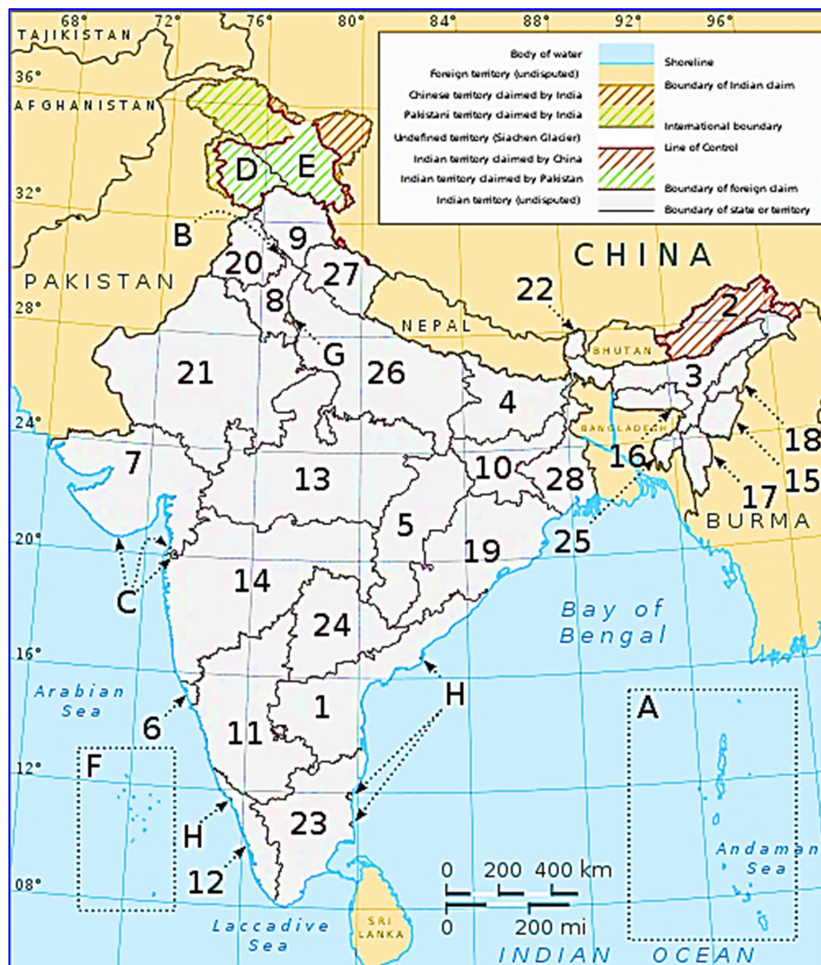 68°
72°
76°
80°
84°
88°
92°
96°
TAJIKISTAN
36°
AFGHANISTAN
32°
Body of water
Foreign territory (undisputed)
Chinese territory claimed by India
Pakistani territory claimed by India
Undefined territory (Siachen Glacier)
Indian territory claimed by China
Indian territory claimed by Pakistan
Indian territory (undisputed)
Shoreline
Boundary of Indian claim
International boundary
Line of Control
Boundary of foreign claim
Boundary of state or territory
D
E
B
9
20
27
CHINA
PAKISTAN
8
22
2
28°
NEPAL
BHUTAN
G
21
26
3
4
24°
BANGLADESH
18
7
13
10
28
16
15
17
BURMA
25
20°
5
19
C
14
24
Bay of
Bengal
16°
Arabian
Sea
H
A
6
11
1
F
12°
H
23
Andaman
Sea
12
08°
0 200 400 km
0 200 mi
Laccadive
Sea
SRI
LANKA
INDIAN OCEAN